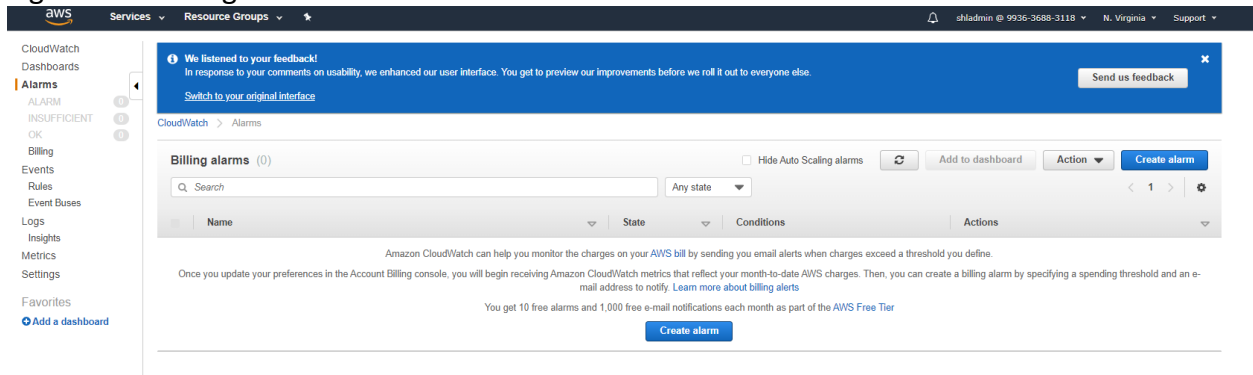 aws Services Resource Groups shladmin @ 9936-3688-3118 N. Virginia Support
CloudWatch
Dashboards
Alarms
ALARM 0
INSUFFICIENT 0
OK 0
Billing
Events
Rules
Event Buses
Logs
Insights
Metrics
Settings
Favorites
Add a dashboard
We listened to your feedback!
In response to your comments on usability, we enhanced our user interface. You get to preview our improvements before we roll it out to everyone else.
Switch to your original interface
Send us feedback
CloudWatch > Alarms
Billing alarms (0)
Hide Auto Scaling alarms
Add to dashboard
Action
Create alarm
Search
Any state
< 1 >
Name State Conditions Actions
Amazon CloudWatch can help you monitor the charges on your AWS bill by sending you email alerts when charges exceed a threshold you define.
Once you update your preferences in the Account Billing console, you will begin receiving Amazon CloudWatch metrics that reflect your month-to-date AWS charges. Then, you can create a billing alarm by specifying a spending threshold and an e-
mail address to notify. Learn more about billing alerts
You get 10 free alarms and 1,000 free e-mail notifications each month as part of the AWS Free Tier
Create alarm